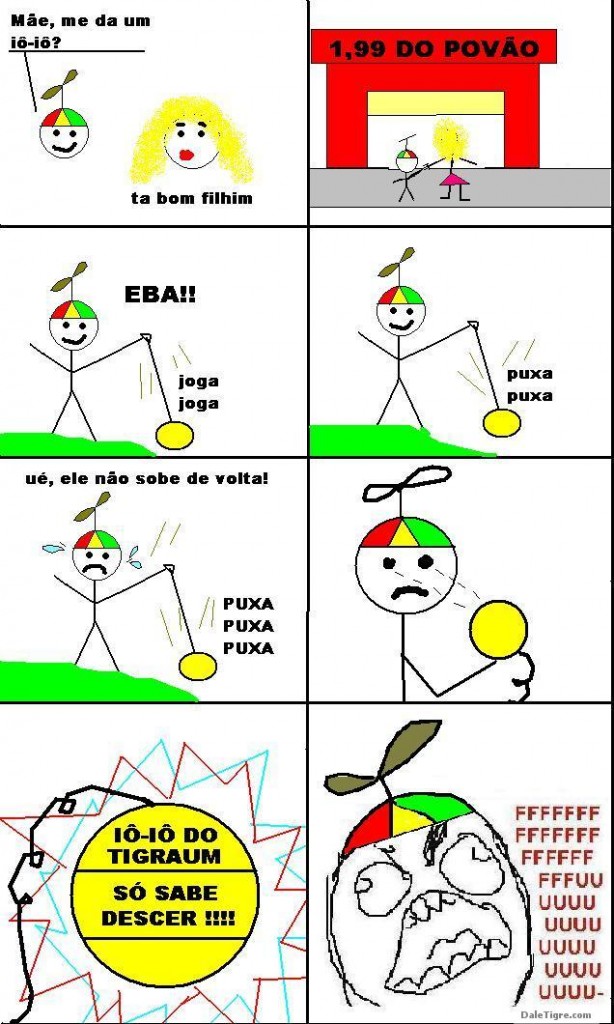 Mãe, me da um
iô-iô?
ta bom filhim
1,99 DO POVÃO
EBA!!
joga
joga
puxa
puxa
ué, ele não sobe de volta!
PUXA
PUXA
PUXA
IÔ-IÔ DO
TIGRAUM
SÓ SABE
DESCER !!!!
FFFFFFF
FFFFFFF
FFFFFF
FFFUU
UUUU
UUUU
UUUU
UUUU
UUUU-
DaleTigre.com